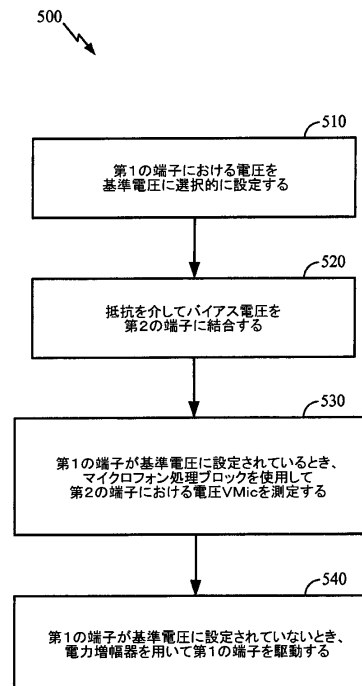 500
510
第1の端子における電圧を
基準電圧に選択的に設定する
520
抵抗を介してバイアス電圧を
第2の端子に結合する
530
第1の端子が基準電圧に設定されているとき、
マイクロフォン処理ブロックを使用して
第2の端子における電圧VMicを測定する
540
第1の端子が基準電圧に設定されていないとき、
電力増幅器を用いて第1の端子を駆動する